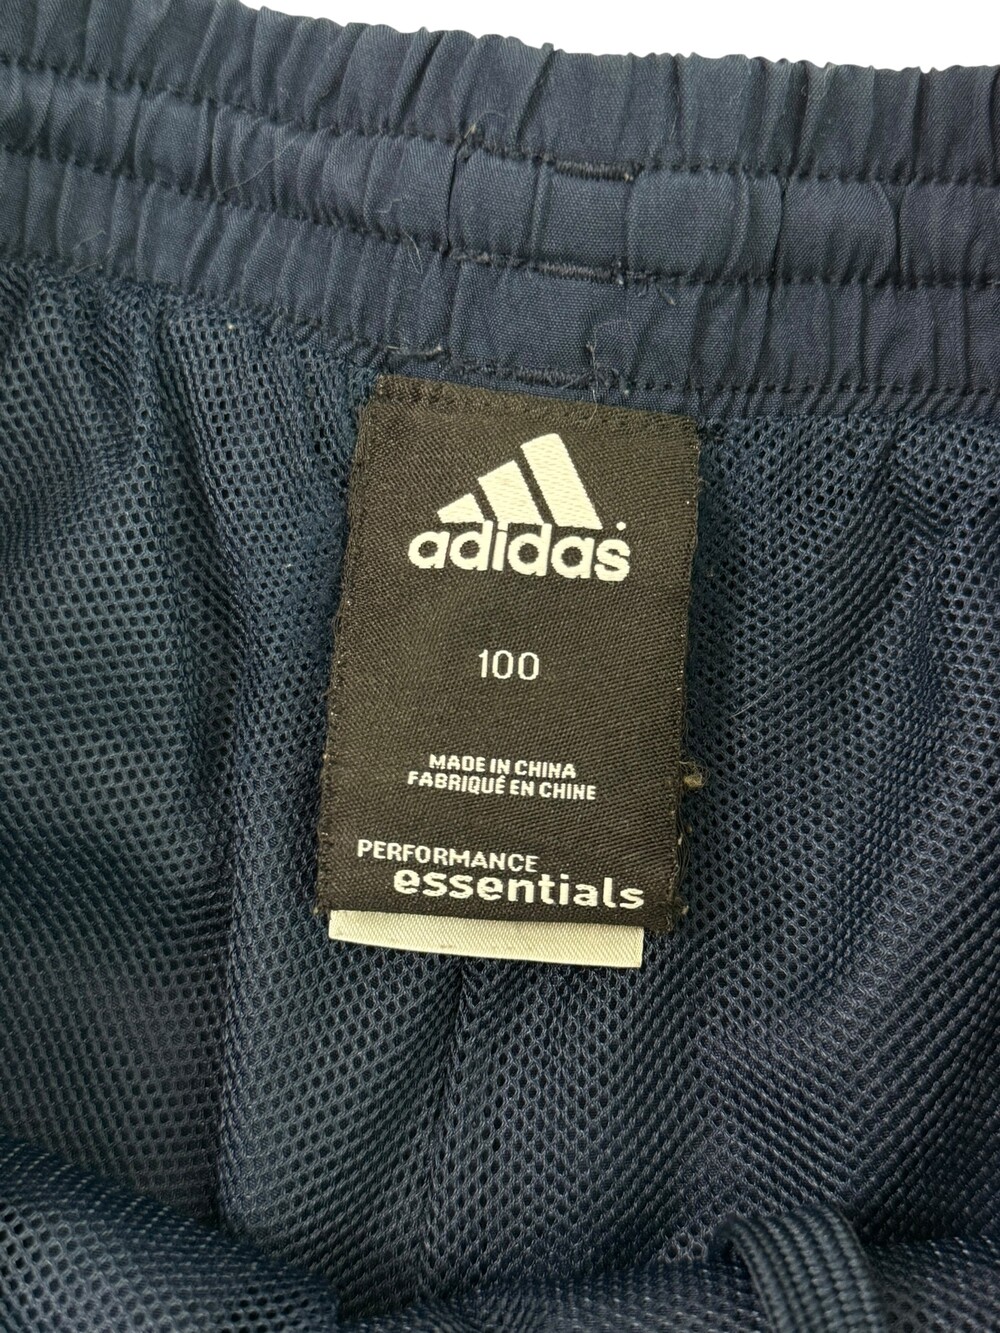 adidas
100
MADE IN CHINA
FABRIQUÉ EN CHINE
PERFORMANCE
essentials